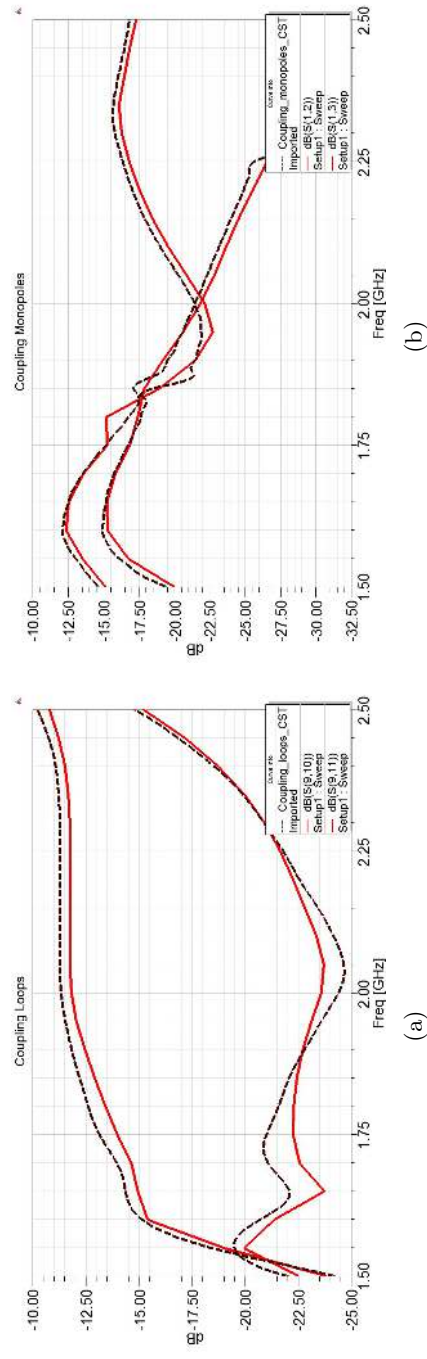 Coupling Loops
-10.00
-12.50
-15.00
-17.50
-20.00
-22.50
-25.00
dB
1.50
1.75
2.00
2.25
2.50
Freq [GHz]
Curve Info
Coupling_loops_CST
Imported
dB(S(9,10))
Setup1 : Sweep
dB(S(9,11))
Setup1 : Sweep
(a)
Coupling Monopoles
-10.00
-12.50
-15.00
-17.50
-20.00
-22.50
-25.00
-27.50
-30.00
-32.50
dB
1.50
1.75
2.00
2.25
2.50
Freq [GHz]
Curve Info
Coupling_monopoles_CST
Imported
dB(S(1,2))
Setup1 : Sweep
dB(S(1,3))
Setup1 : Sweep
(b)